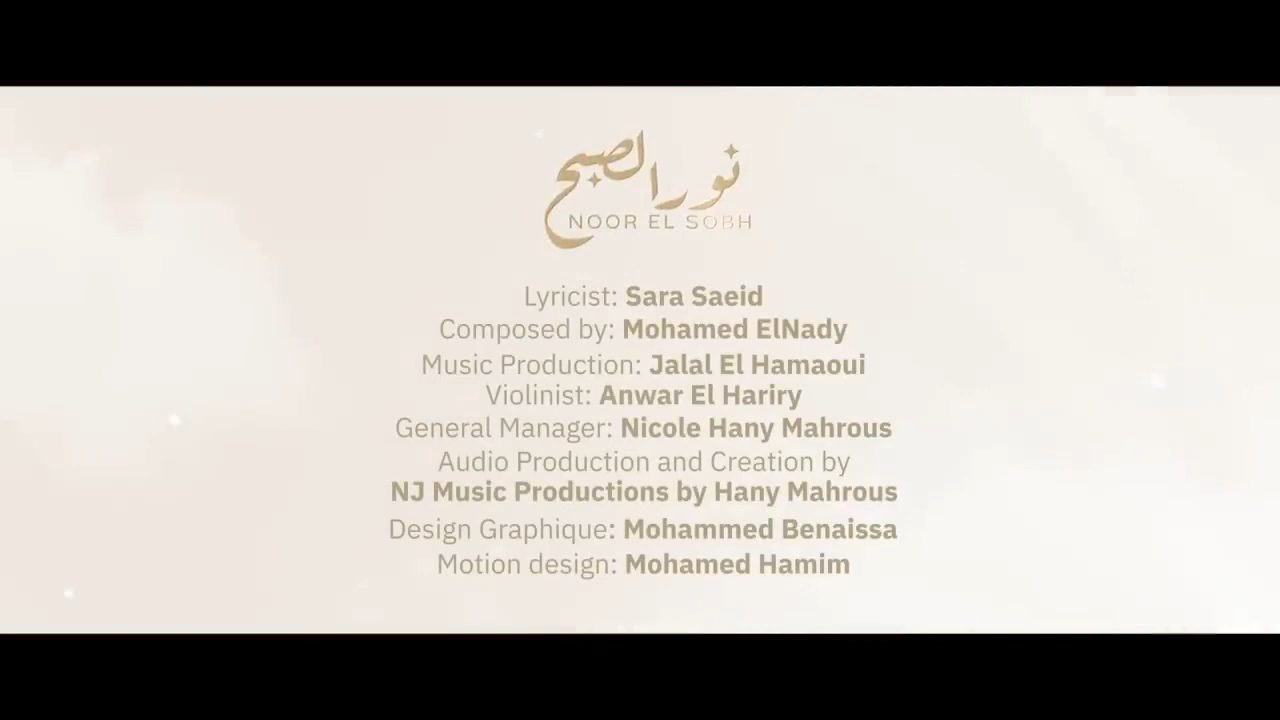 نور الصبح
NOOR EL SOBH
Lyricist: Sara Saeid
Composed by: Mohamed ElNady
Music Production: Jalal El Hamaoui
Violinist: Anwar El Hariry
General Manager: Nicole Hany Mahrous
Audio Production and Creation by
NJ Music Productions by Hany Mahrous
Design Graphique: Mohammed Benaissa
Motion design: Mohamed Hamim